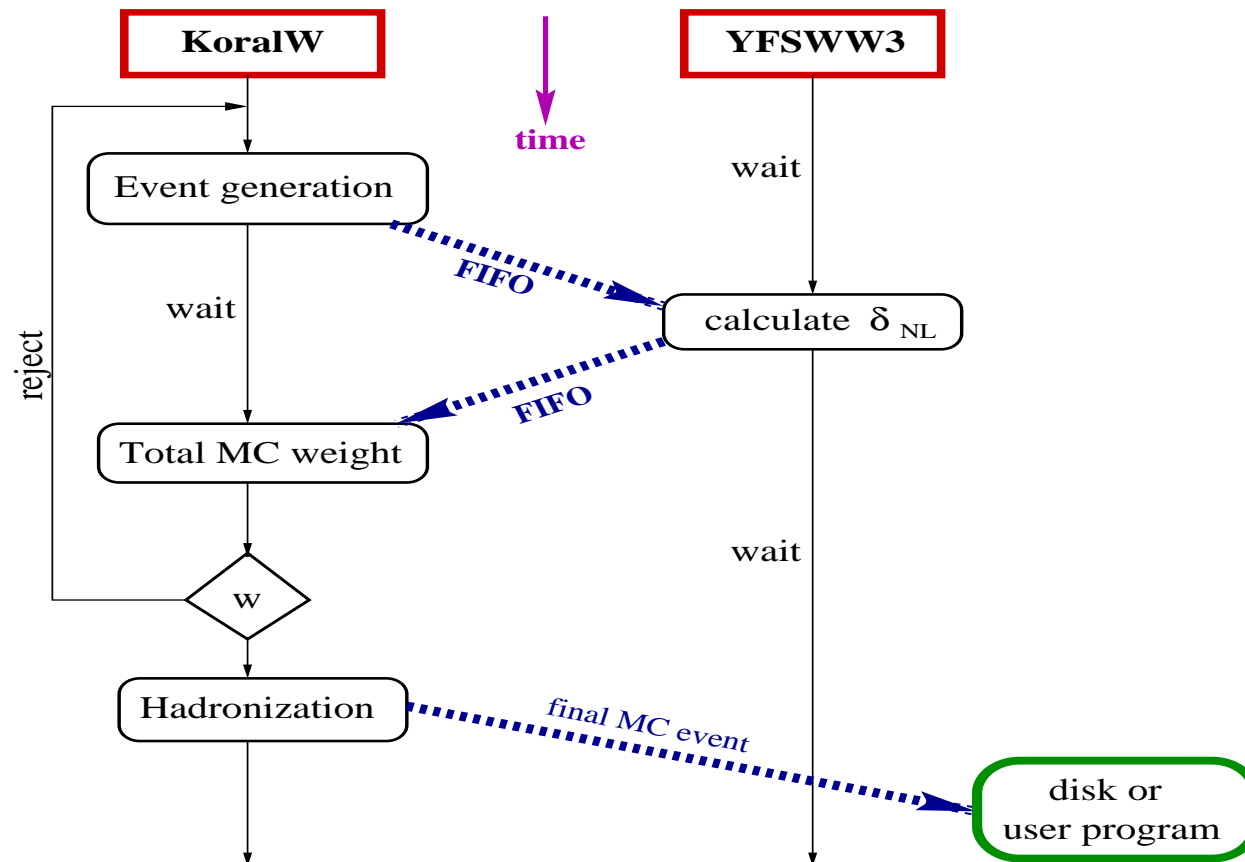 KoralW
YFSWW3
time
wait
Event generation
FIFO
wait
calculate δ NL
reject
FIFO
Total MC weight
wait
w
Hadronization
final MC event
disk or
user program